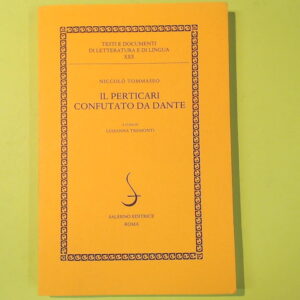 TESTI E DOCUMENTI
DI LETTERATURA E DI LINGUA
XXX
NICCOLÒ TOMMASEO
IL PERTICARI
CONFUTATO DA DANTE
A CURA DI
LUISANNA TREMONTI
SALERNO EDITRICE
ROMA